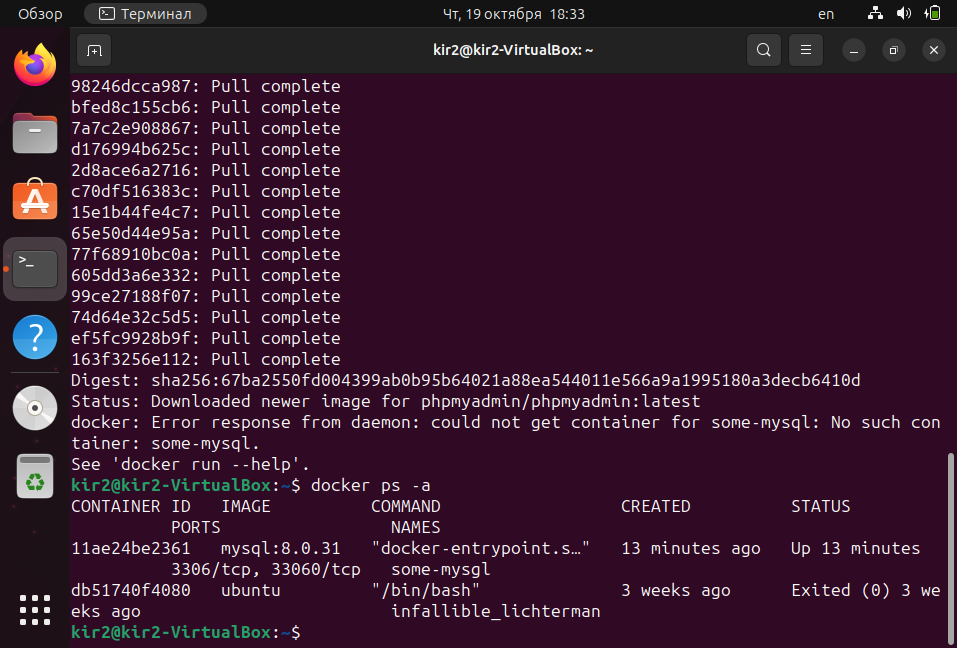 Обзор Терминал Чт, 19 октября 18:33 en
kir2@kir2-VirtualBox: ~
98246dcca987: Pull complete
bfed8c155cb6: Pull complete
7a7c2e908867: Pull complete
d176994b625c: Pull complete
2d8ace6a2716: Pull complete
c70df516383c: Pull complete
15e1b44fe4c7: Pull complete
65e50d44e95a: Pull complete
77f68910bc0a: Pull complete
605dd3a6e332: Pull complete
99ce27188f07: Pull complete
74d64e32c5d5: Pull complete
ef5fc9928b9f: Pull complete
163f3256e112: Pull complete
Digest: sha256:67ba2550fd004399ab0b95b64021a88ea544011e566a9a1995180a3decb6410d
Status: Downloaded newer image for phpmyadmin/phpmyadmin:latest
docker: Error response from daemon: could not get container for some-mysql: No such con
tainer: some-mysql.
See 'docker run --help'.
kir2@kir2-VirtualBox:~$ docker ps -a
CONTAINER ID   IMAGE          COMMAND                  CREATED          STATUS
          PORTS                 NAMES
11ae24be2361   mysql:8.0.31   "docker-entrypoint.s…"   13 minutes ago   Up 13 minutes
          3306/tcp, 33060/tcp   some-mysgl
db51740f4080   ubuntu         "/bin/bash"              3 weeks ago      Exited (0) 3 we
eks ago                         infallible_lichterman
kir2@kir2-VirtualBox:~$